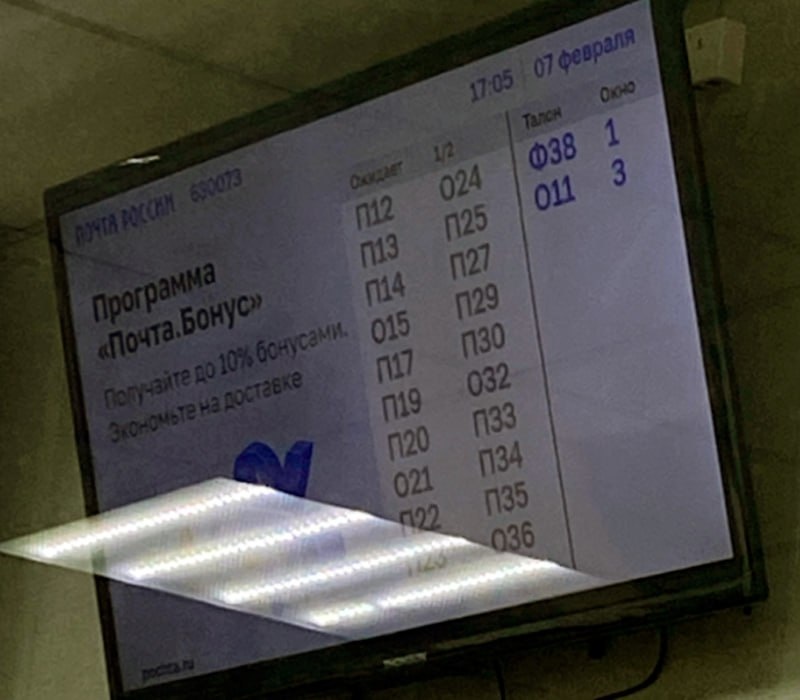 17:05 07 февраля
ПОЧТА РОССИИ 630073
Программа
«Почта.Бонус»
Получайте до 10% бонусами.
Экономьте на доставке
pochta.ru
Ожидает 1/2
П12 О24
П13 П25
П14 П27
О15 П29
П17 П30
П19 О32
П20 П33
О21 П34
П22 П35
П23 О36
Талон Окно
Ф38 1
О11 3